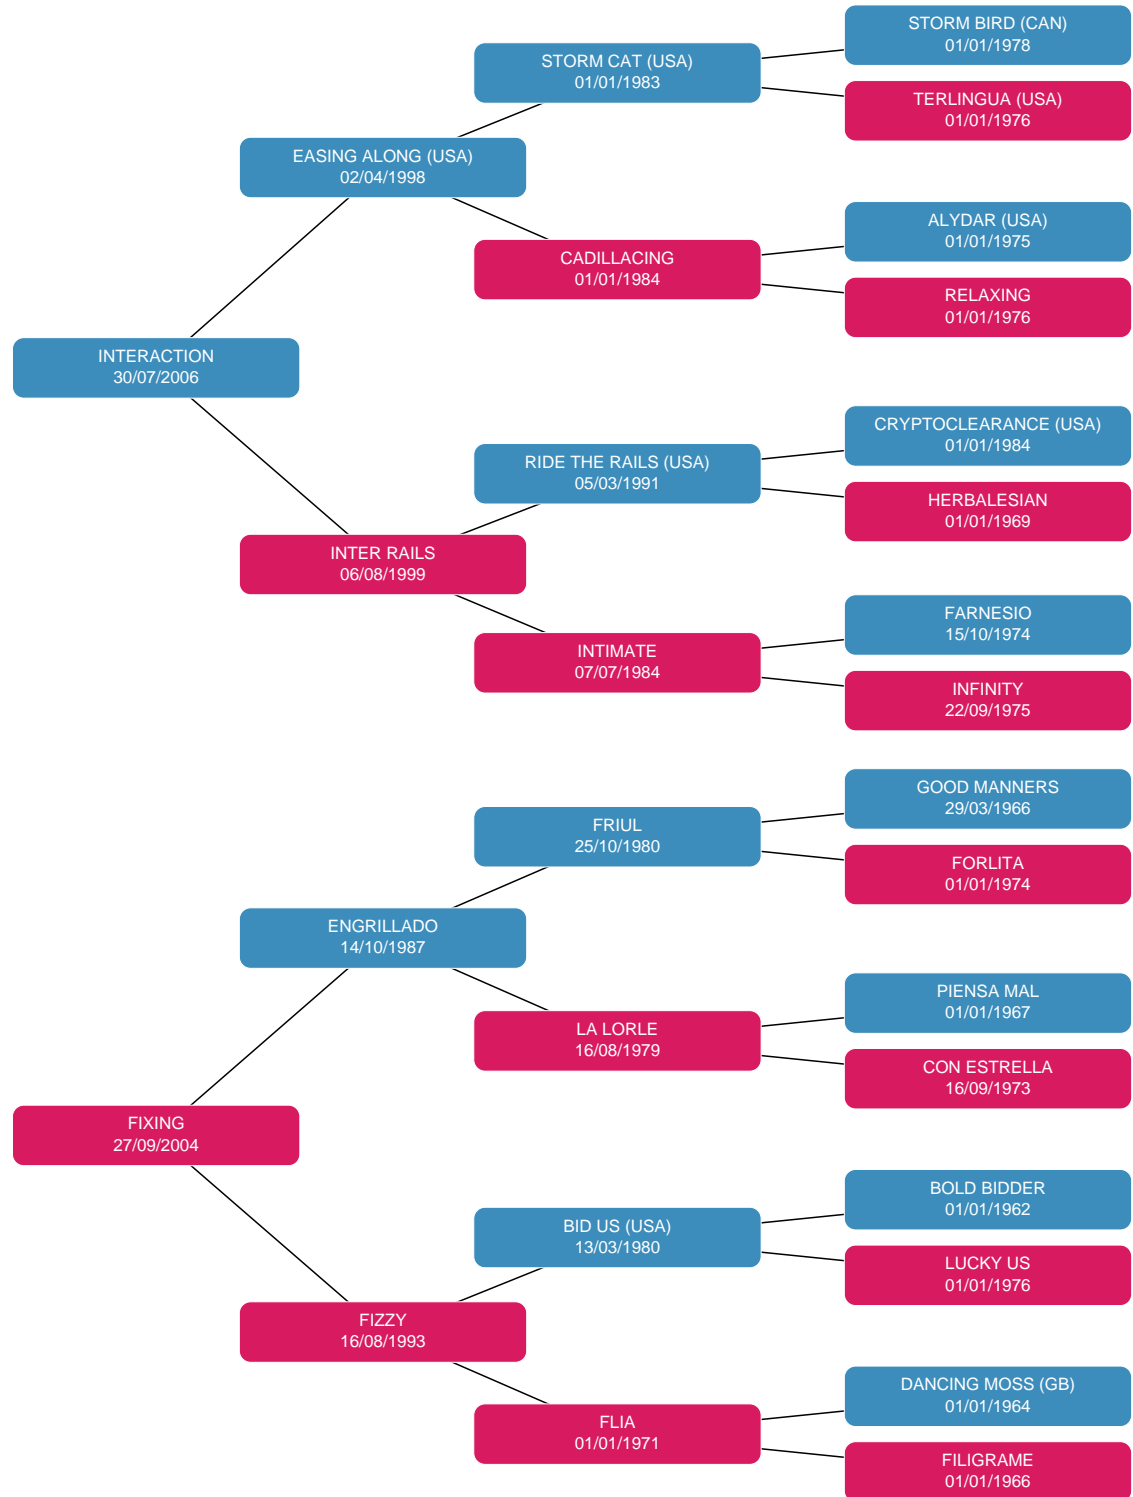 STORM BIRD (CAN)
01/01/1978
STORM CAT (USA)
01/01/1983
TERLINGUA (USA)
01/01/1976
EASING ALONG (USA)
02/04/1998
ALYDAR (USA)
01/01/1975
CADILLACING
01/01/1984
RELAXING
01/01/1976
INTERACTION
30/07/2006
CRYPTOCLEARANCE (USA)
01/01/1984
RIDE THE RAILS (USA)
05/03/1991
HERBALESIAN
01/01/1969
INTER RAILS
06/08/1999
FARNESIO
15/10/1974
INTIMATE
07/07/1984
INFINITY
22/09/1975
GOOD MANNERS
29/03/1966
FRIUL
25/10/1980
FORLITA
01/01/1974
ENGRILLADO
14/10/1987
PIENSA MAL
01/01/1967
LA LORLE
16/08/1979
CON ESTRELLA
16/09/1973
FIXING
27/09/2004
BOLD BIDDER
01/01/1962
BID US (USA)
13/03/1980
LUCKY US
01/01/1976
FIZZY
16/08/1993
DANCING MOSS (GB)
01/01/1964
FLIA
01/01/1971
FILIGRAME
01/01/1966